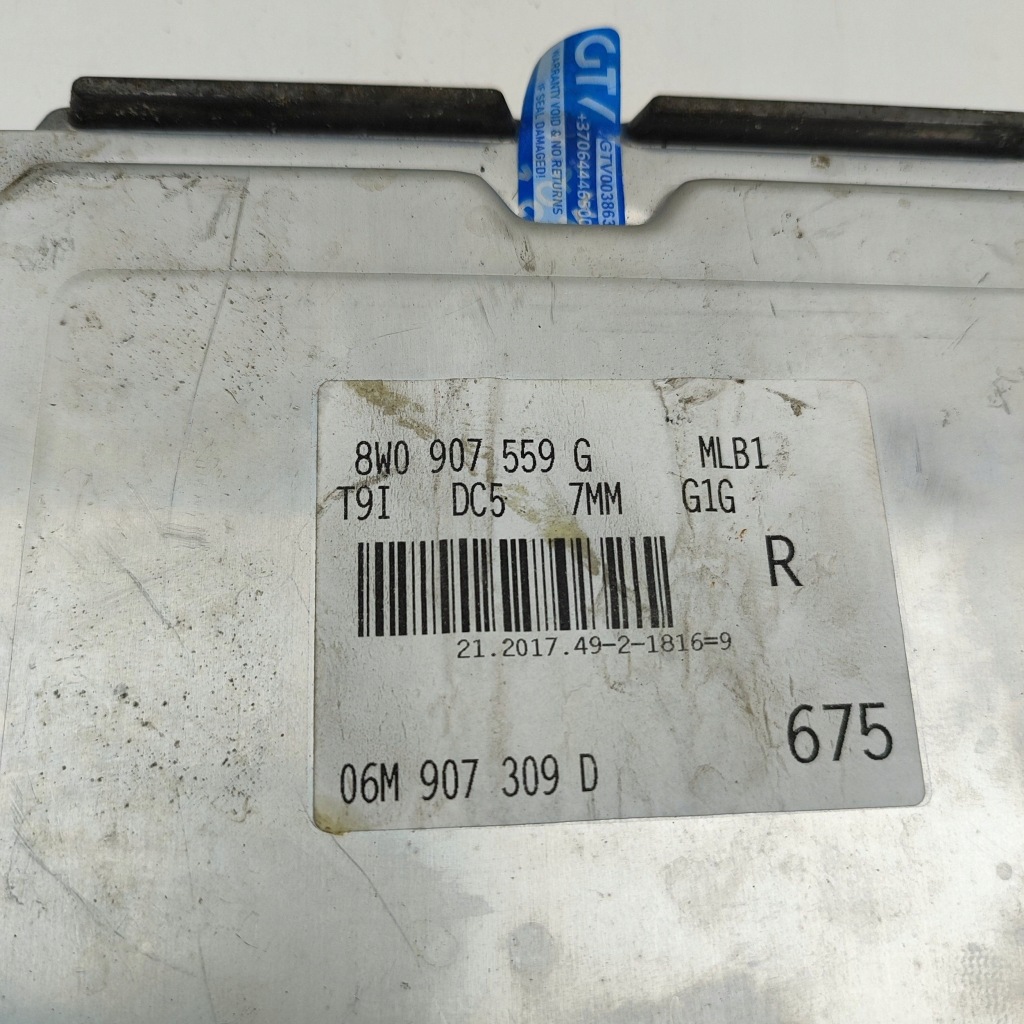 GT/
WARRANTY VOID & NO RETURNS
IF SEAL DAMAGED!
8W0 907 559 G MLB1
T9I DC5 7MM G1G
R
21.2017.49-2-1816=9
675
06M 907 309 D